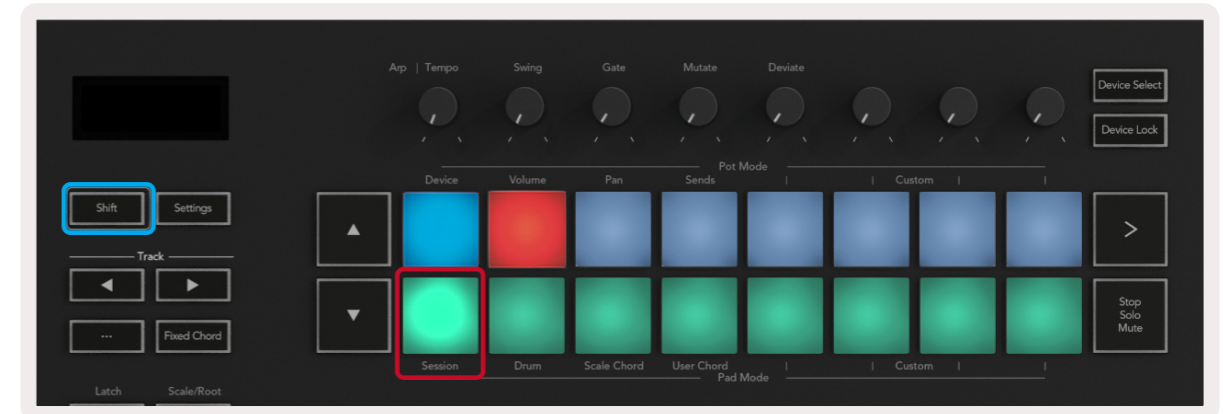 Arp | Tempo Swing Gate Mutate Deviate
Device Select
Device Lock
Pot Mode
Device Volume Pan Sends | | Custom | |
Shift Settings
Track
... Fixed Chord
Stop
Solo
Mute
Session Drum Scale Chord User Chord | | Custom | |
Pad Mode
Latch Scale/Root